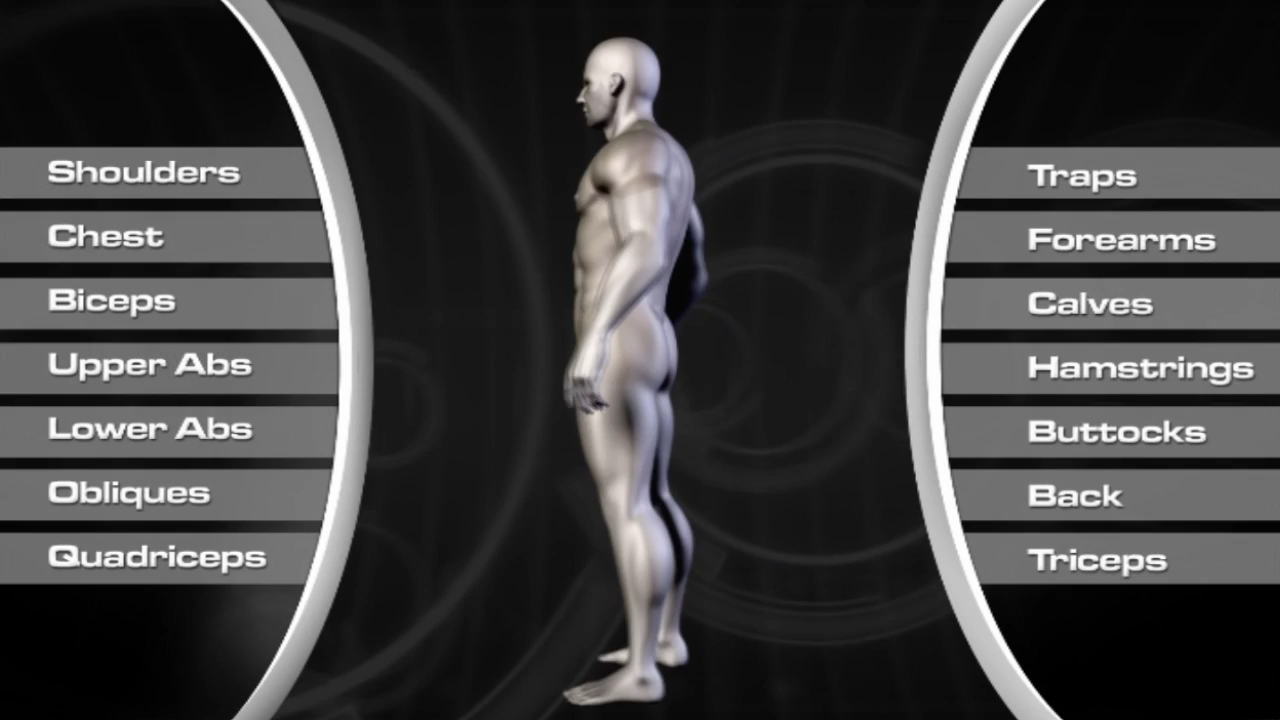 Shoulders
Chest
Biceps
Upper Abs
Lower Abs
Obliques
Quadriceps
Traps
Forearms
Calves
Hamstrings
Buttocks
Back
Triceps